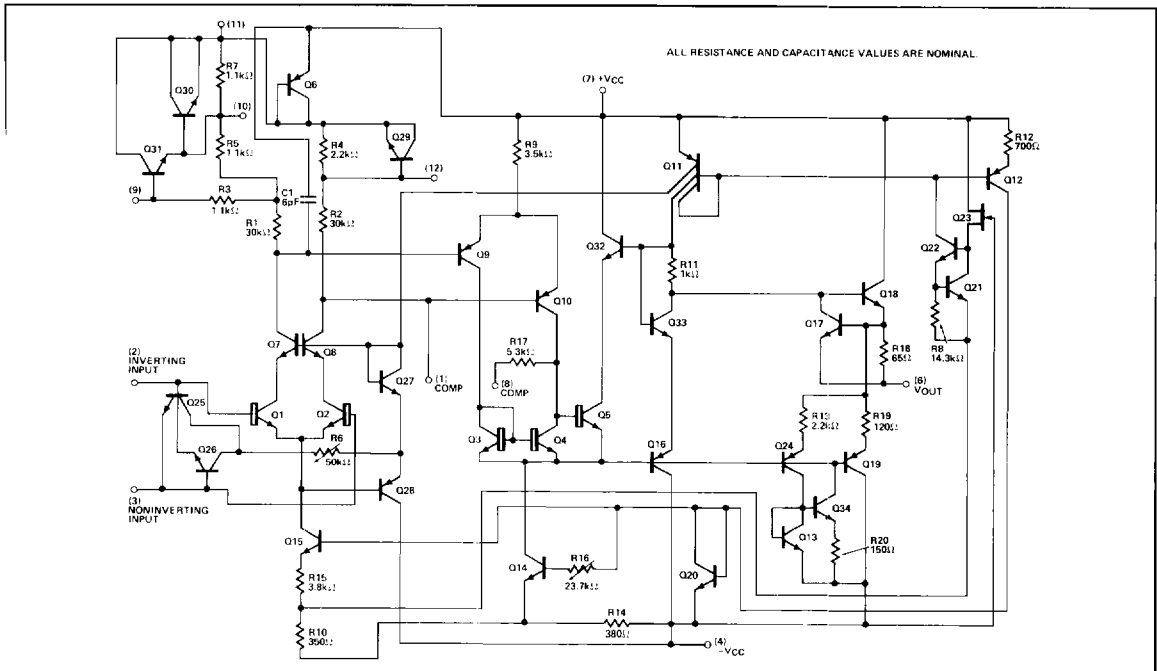 ALL RESISTANCE AND CAPACITANCE VALUES ARE NOMINAL.
(11)
R7
1.1kΩ
Q30
(10)
Q31
R5
1.1kΩ
(9)
R3
1.1kΩ
R1
30kΩ
C1
6pF
Q6
R4
2.2kΩ
Q29
(12)
R2
30kΩ
(7) +VCC
R9
3.5kΩ
Q11
R12
700Ω
Q12
Q23
Q22
Q21
R8
14.3kΩ
Q9
Q10
Q32
R11
1kΩ
Q33
Q18
Q17
R18
65Ω
(6)
VOUT
Q7
Q8
Q27
(1)
COMP
R17
5.3kΩ
(8)
COMP
(2)
INVERTING
INPUT
Q25
Q1
Q2
Q26
R6
50kΩ
Q28
(3)
NONINVERTING
INPUT
Q3
Q4
Q5
Q16
R13
2.2kΩ
R19
120Ω
Q24
Q19
Q34
Q13
R20
150Ω
Q15
R15
3.8kΩ
R10
350Ω
Q14
R16
23.7kΩ
Q20
R14
380Ω
(4)
-VCC